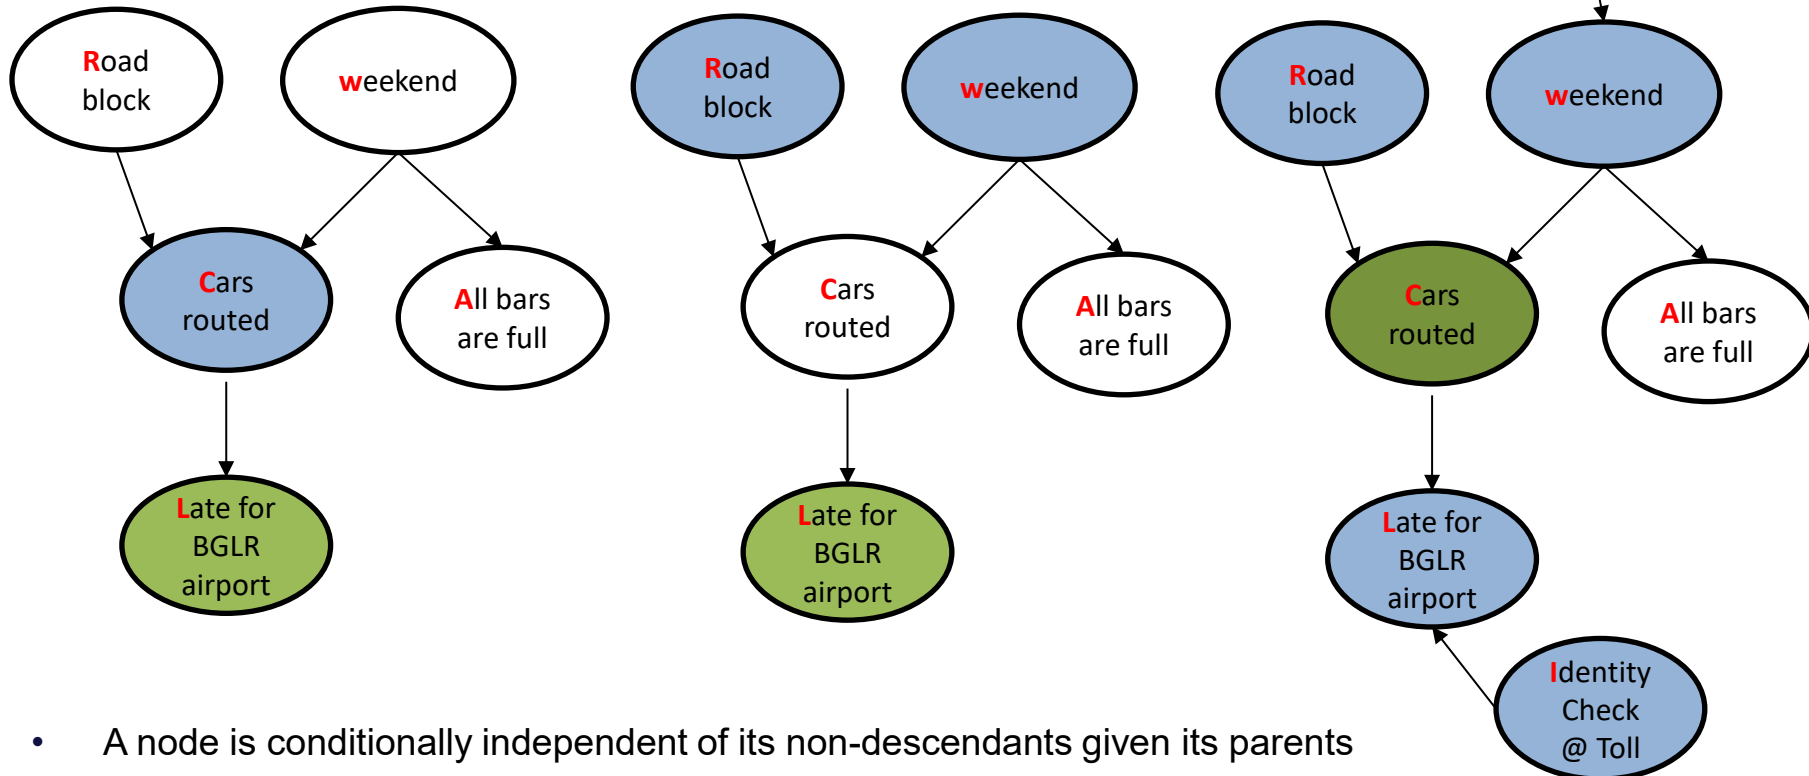 Road
block
weekend
Cars
routed
All bars
are full
Late for
BGLR
airport
Road
block
weekend
Cars
routed
All bars
are full
Late for
BGLR
airport
Road
block
weekend
Cars
routed
All bars
are full
Late for
BGLR
airport
Identity
Check
@ Toll
• A node is conditionally independent of its non-descendants given its parents